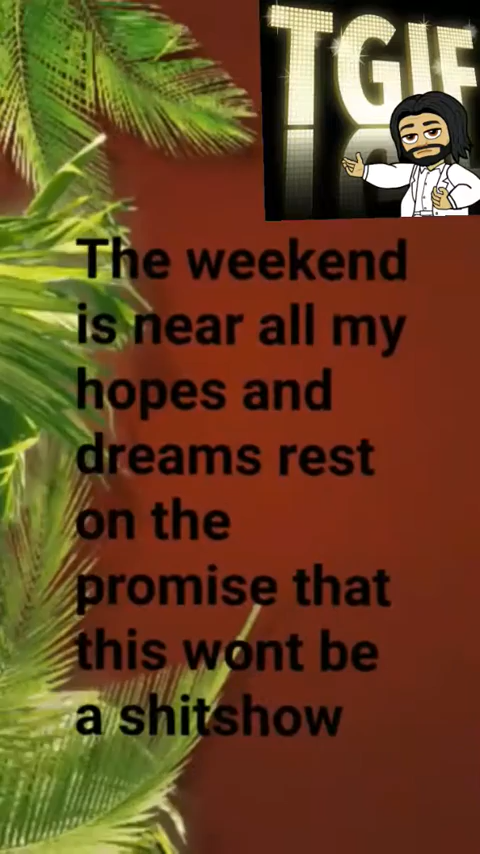 TGIF
The weekend
is near all my
hopes and
dreams rest
on the
promise that
this wont be
a shitshow